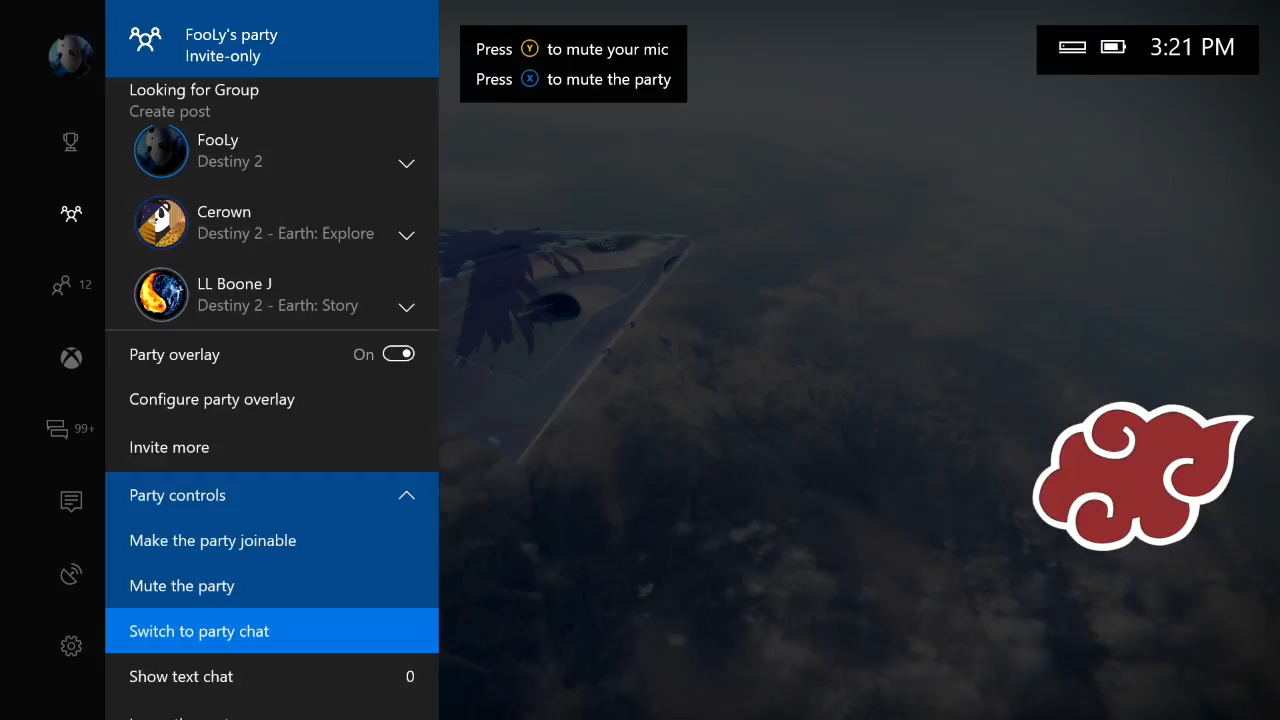 FooLy's party
Invite-only
Looking for Group
Create post
FooLy
Destiny 2
Cerown
Destiny 2 - Earth: Explore
LL Boone J
Destiny 2 - Earth: Story
Party overlay On
Configure party overlay
Invite more
Party controls
Make the party joinable
Mute the party
Switch to party chat
Show text chat 0
12
99+
Press Y to mute your mic
Press X to mute the party
3:21 PM